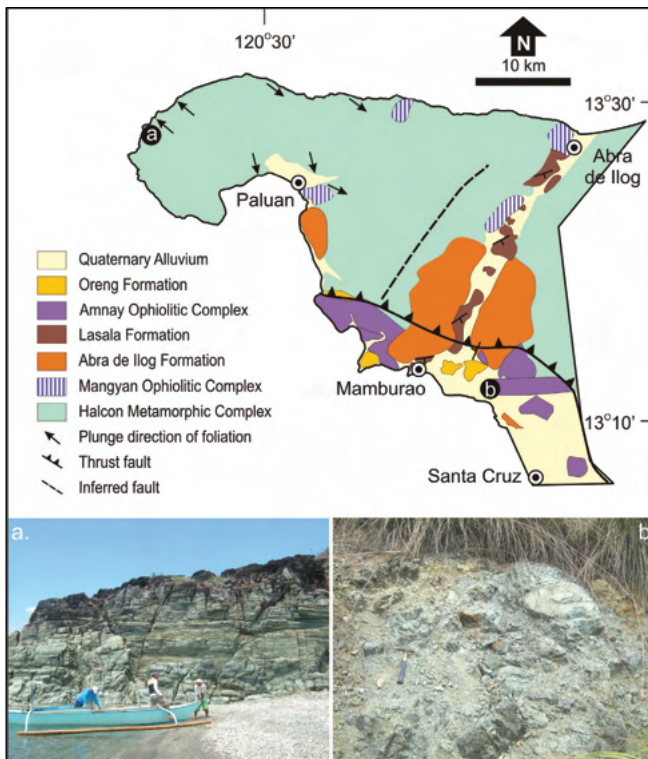 120°30'
N
10 km
13°30'
a
Abra
de Ilog
Paluan
Quaternary Alluvium
Oreng Formation
Amnay Ophiolitic Complex
Lasala Formation
Abra de Ilog Formation
Mangyan Ophiolitic Complex
Halcon Metamorphic Complex
Plunge direction of foliation
Thrust fault
Inferred fault
Mamburao
b
13°10'
Santa Cruz
a.
b